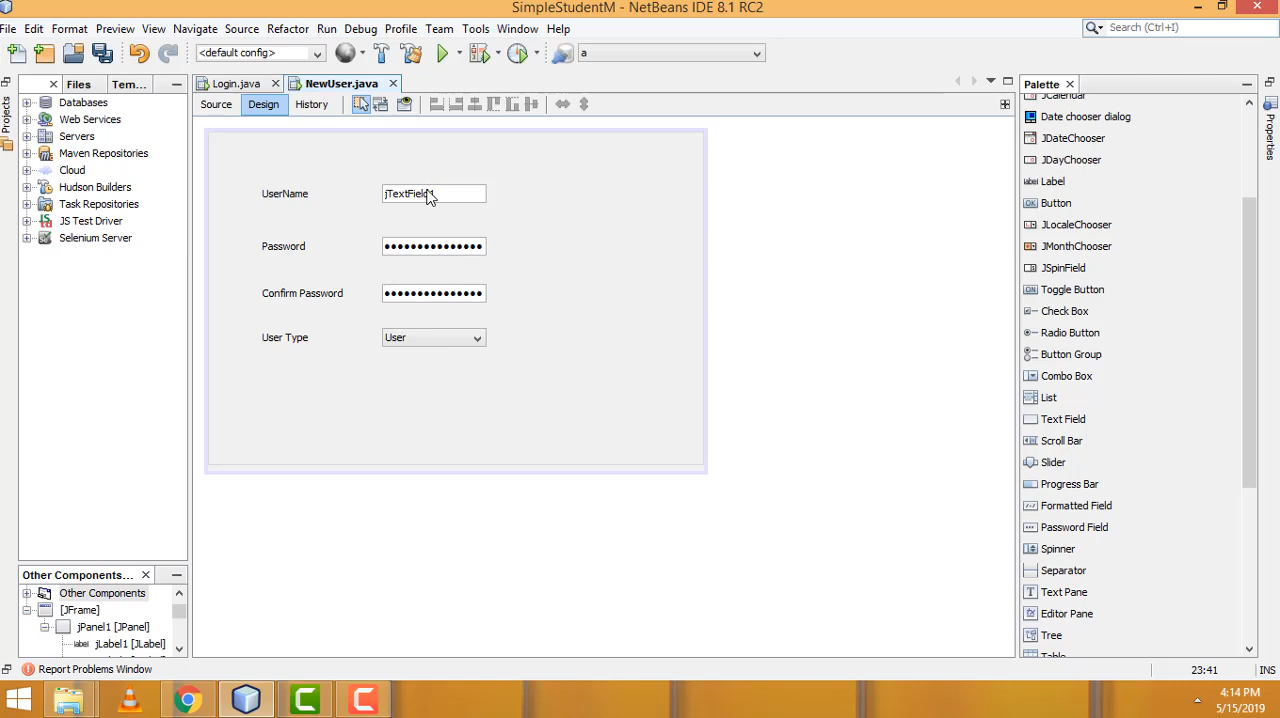 SimpleStudentM - NetBeans IDE 8.1 RC2
File Edit Format Preview View Navigate Source Refactor Run Debug Profile Team Tools Window Help
Search (Ctrl+I)
<default config>
a
Files Tem...
Login.java NewUser.java
Source Design History
Projects
Databases
Web Services
Servers
Maven Repositories
Cloud
Hudson Builders
Task Repositories
JS Test Driver
Selenium Server
UserName
Password
Confirm Password
User Type User
Palette
JCalendar
Date chooser dialog
JDateChooser
JDayChooser
Label
Button
JLocaleChooser
JMonthChooser
JSpinField
Toggle Button
Check Box
Radio Button
Button Group
Combo Box
List
Text Field
Scroll Bar
Slider
Progress Bar
Formatted Field
Password Field
Spinner
Separator
Text Pane
Editor Pane
Tree
Table
Properties
Other Components...
Other Components
[JFrame]
jPanel1 [JPanel]
jLabel1 [JLabel]
Report Problems Window
23:41 INS
4:14 PM
5/15/2019